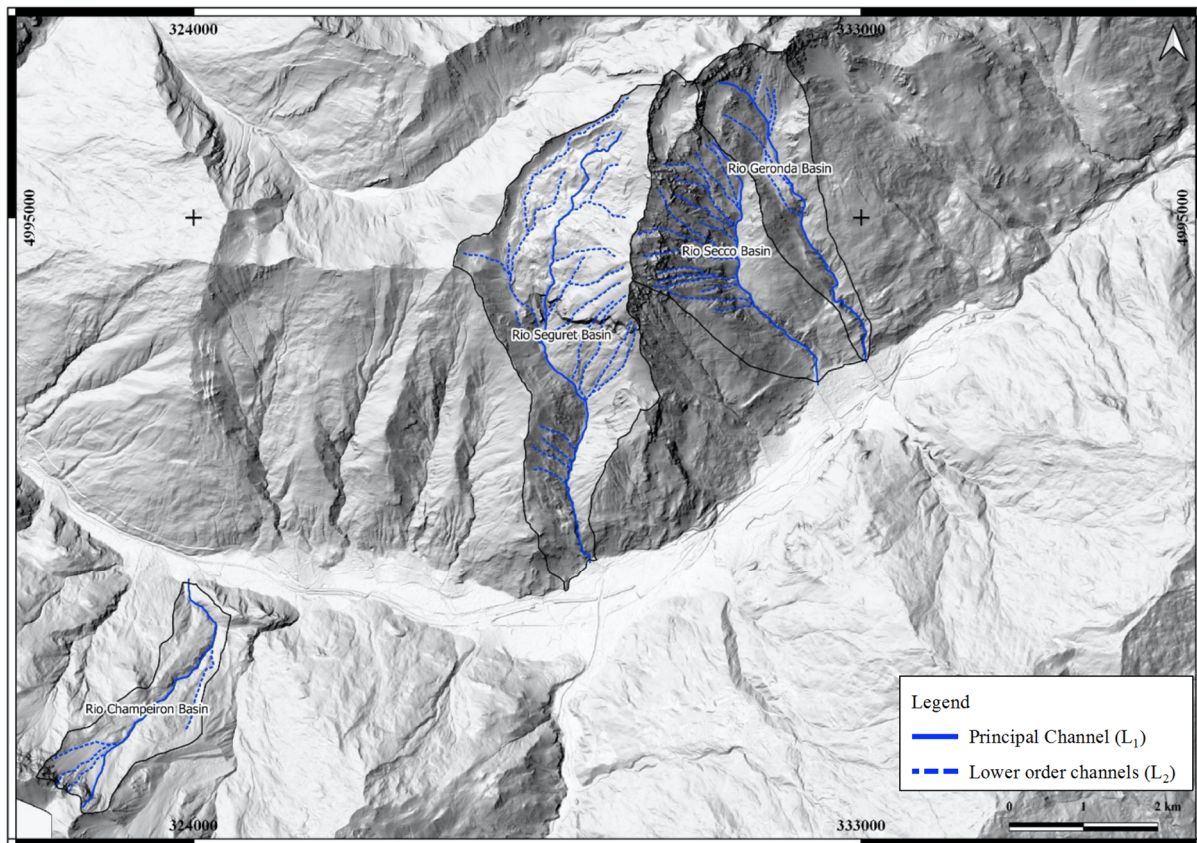 324000
333000
4995000
4995000
Rio Geronda Basin
Rio Secco Basin
Rio Seguret Basin
Rio Champeiron Basin
Legend
Principal Channel (L₁)
Lower order channels (L₂)
0 1 2 km
324000
333000